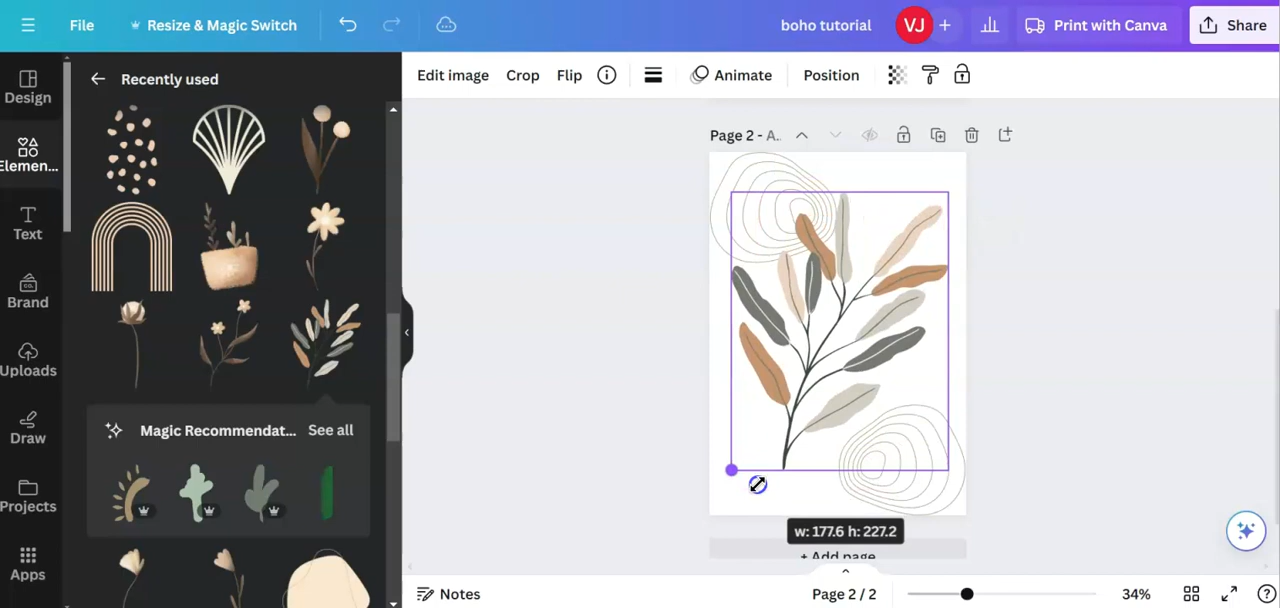 File
Resize & Magic Switch
boho tutorial
VJ
Print with Canva
Share
Design
Elemen...
Text
Brand
Uploads
Draw
Projects
Apps
Recently used
Magic Recommendat...
See all
Edit image
Crop
Flip
Animate
Position
Page 2 - A..
w: 177.6 h: 227.2
+ Add page
Notes
Page 2 / 2
34%